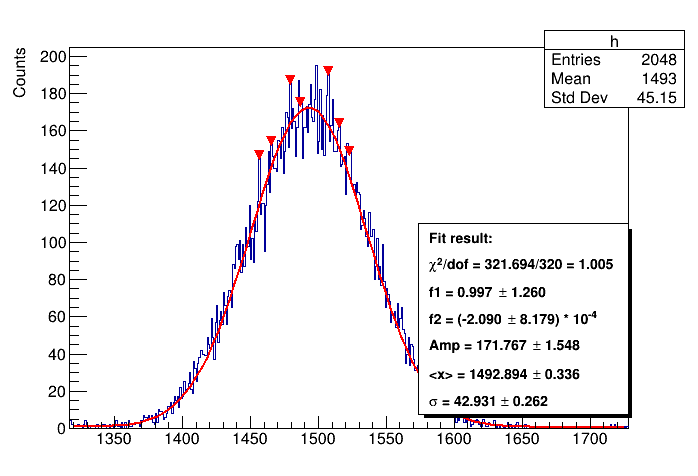 h
Entries 2048
Mean 1493
Std Dev 45.15
Counts
200
180
160
140
120
100
80
60
40
20
0
Fit result:
χ²/dof = 321.694/320 = 1.005
f1 = 0.997 ± 1.260
f2 = (-2.090 ± 8.179) * 10⁻⁴
Amp = 171.767 ± 1.548
<x> = 1492.894 ± 0.336
σ = 42.931 ± 0.262
1350 1400 1450 1500 1550 1600 1650 1700